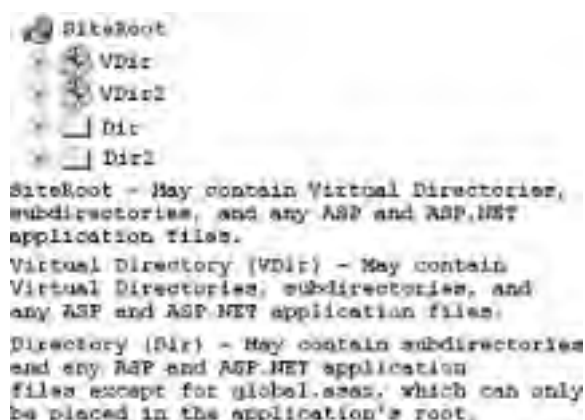 SiteRoot
VDir
VDir2
Dir
Dir2
SiteRoot - May contain Virtual Directories,
subdirectories, and any ASP and ASP.NET
application files.
Virtual Directory (VDir) - May contain
Virtual Directories, subdirectories, and
any ASP and ASP.NET application files.
Directory (Dir) - May contain subdirectories
and any ASP and ASP.NET application
files except for global.asax, which can only
be placed in the application's root.